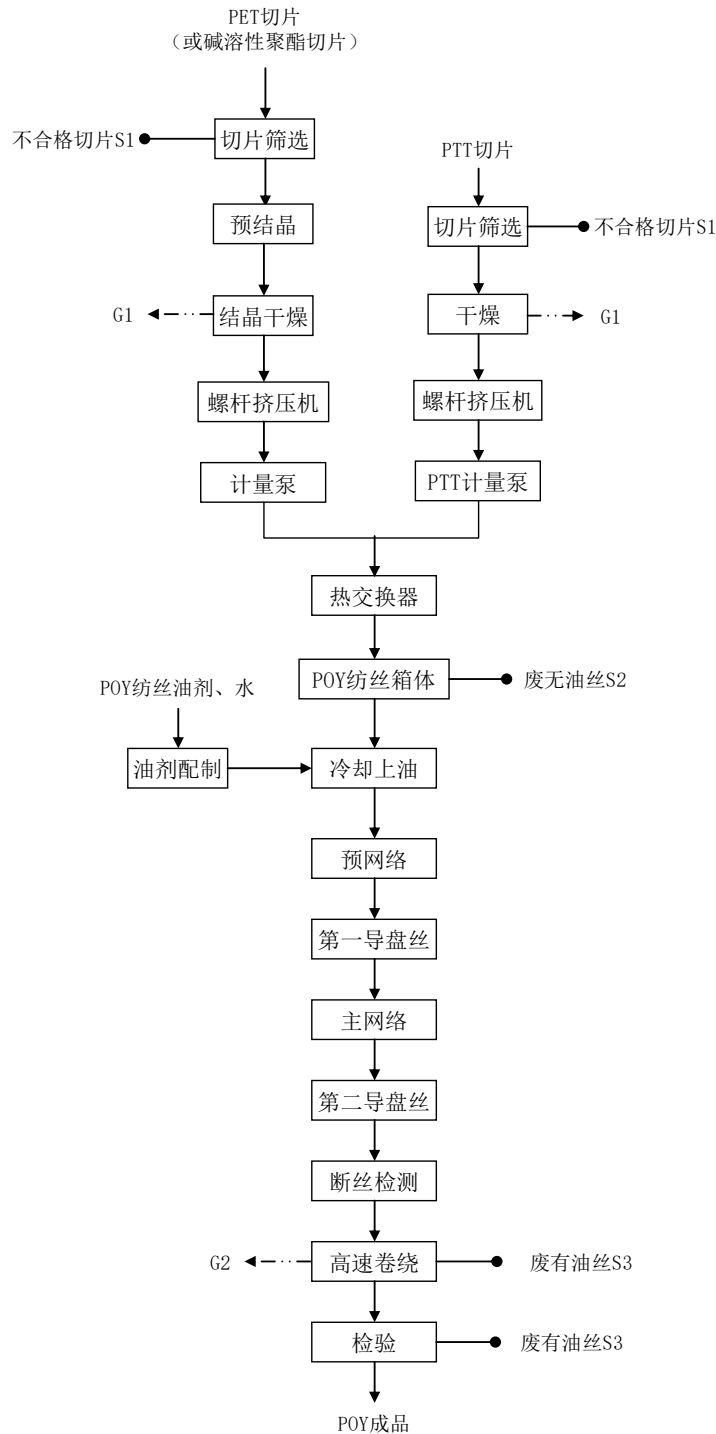 PET切片
（或碱溶性聚酯切片）
不合格切片S1
切片筛选
PTT切片
预结晶
切片筛选
不合格切片S1
G1
结晶干燥
干燥
G1
螺杆挤压机
螺杆挤压机
计量泵
PTT计量泵
热交换器
POY纺丝箱体
废无油丝S2
POY纺丝油剂、水
油剂配制
冷却上油
预网络
第一导盘丝
主网络
第二导盘丝
断丝检测
G2
高速卷绕
废有油丝S3
检验
废有油丝S3
POY成品